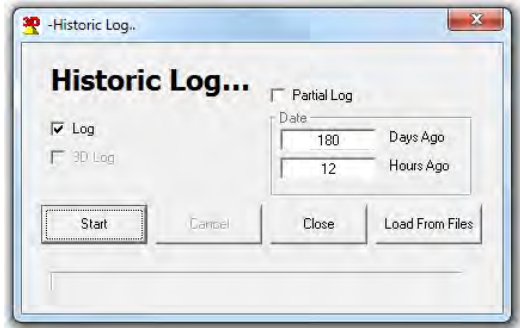 3D -Historic Log..
Historic Log...
Partial Log
Log
Date
180 Days Ago
3D Log
12 Hours Ago
Start Cancel Close Load From Files